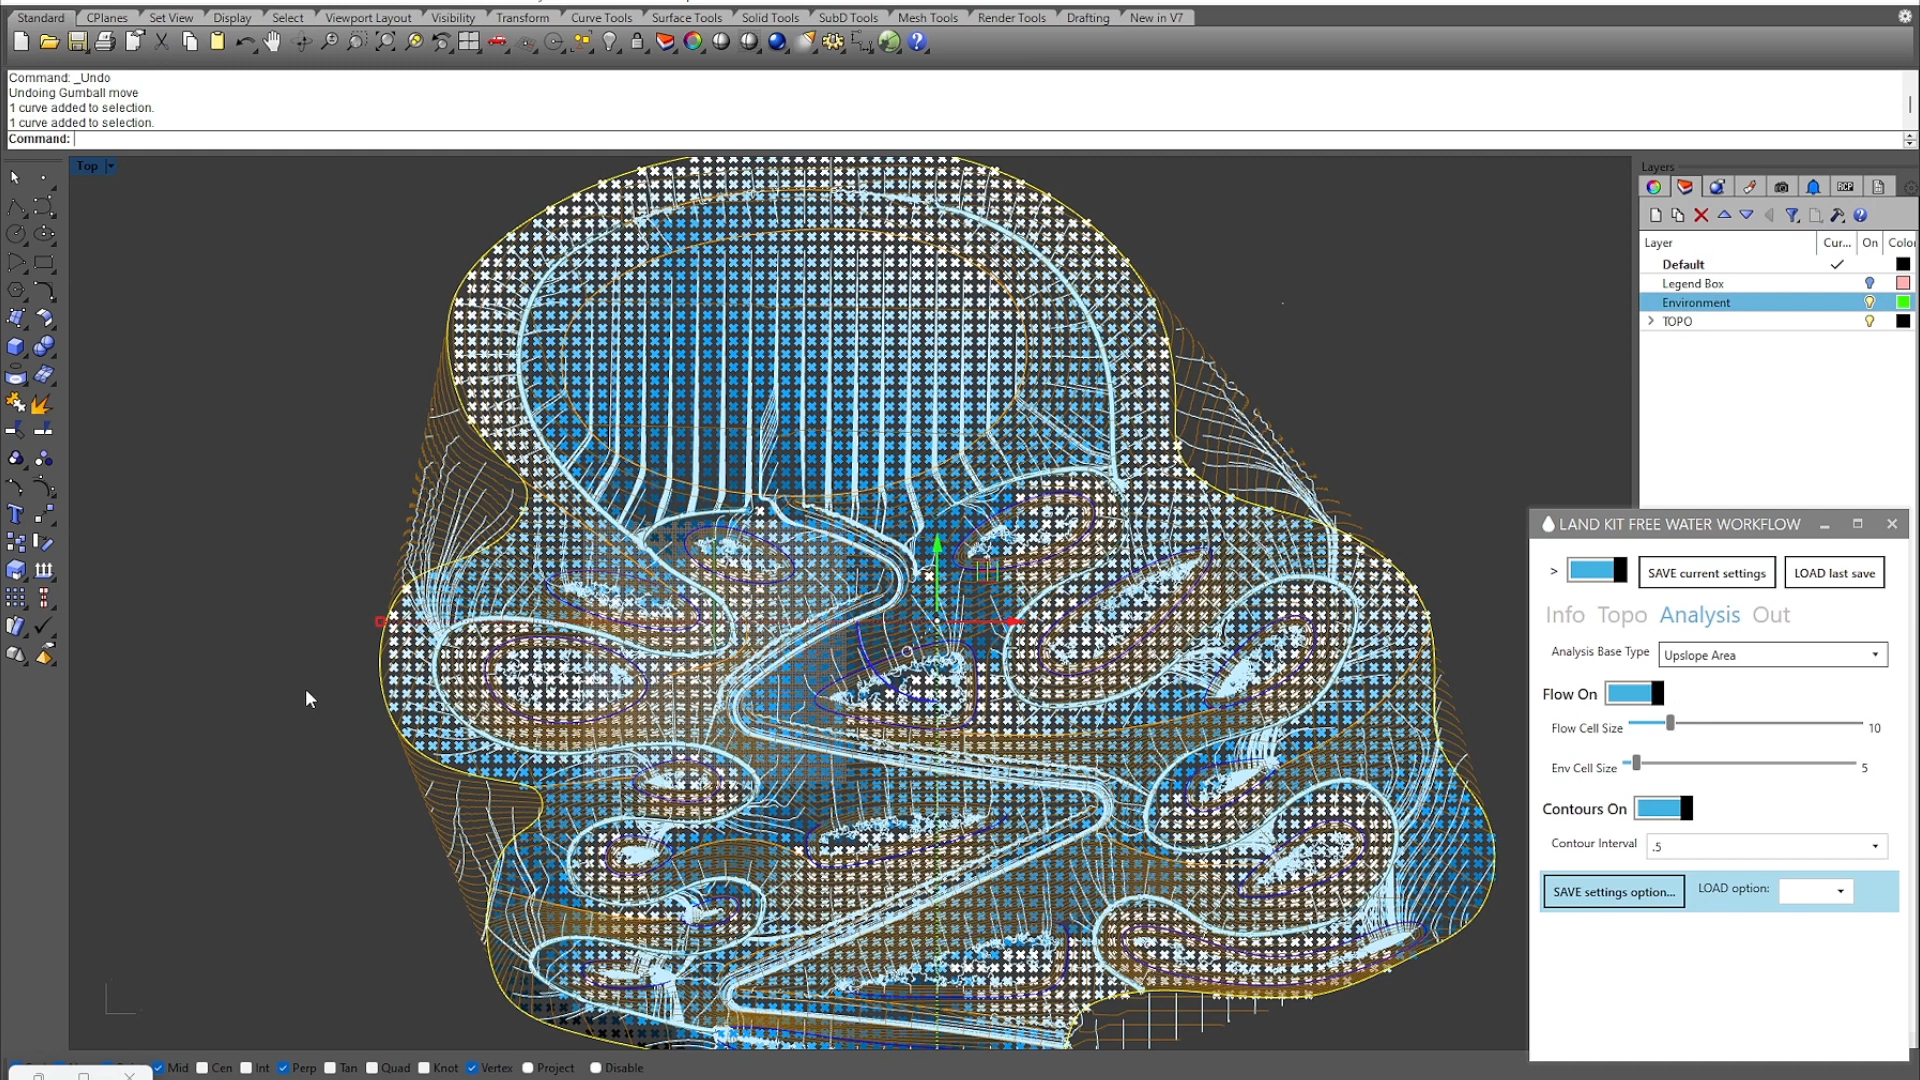 Standard CPlanes Set View Display Select Viewport Layout Visibility Transform Curve Tools Surface Tools Solid Tools SubD Tools Mesh Tools Render Tools Drafting New in V7
Command: _Undo
Undoing Gumball move
1 curve added to selection.
1 curve added to selection.
Command:
Top
Layers
RCP
Layer Cur... On Color
Default
Legend Box
Environment
TOPO
LAND KIT FREE WATER WORKFLOW
> SAVE current settings LOAD last save
Info Topo Analysis Out
Analysis Base Type Upslope Area
Flow On
Flow Cell Size 10
Env Cell Size 5
Contours On
Contour Interval .5
SAVE settings option... LOAD option:
Mid Cen Int Perp Tan Quad Knot Vertex Project Disable